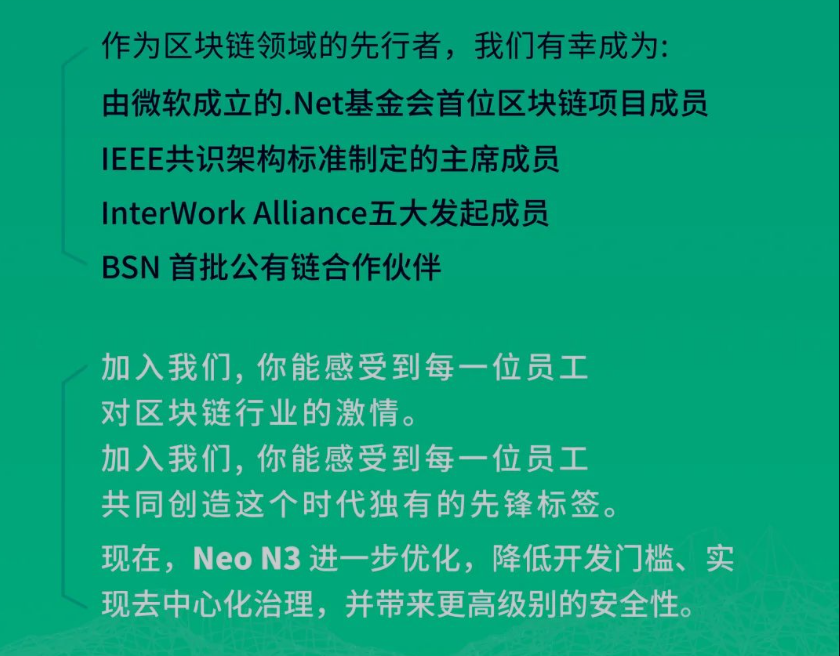 作为区块链领域的先行者，我们有幸成为:
由微软成立的.Net基金会首位区块链项目成员
IEEE共识架构标准制定的主席成员
InterWork Alliance五大发起成员
BSN 首批公有链合作伙伴
加入我们, 你能感受到每一位员工
对区块链行业的激情。
加入我们, 你能感受到每一位员工
共同创造这个时代独有的先锋标签。
现在，Neo N3 进一步优化，降低开发门槛、实
现去中心化治理，并带来更高级别的安全性。